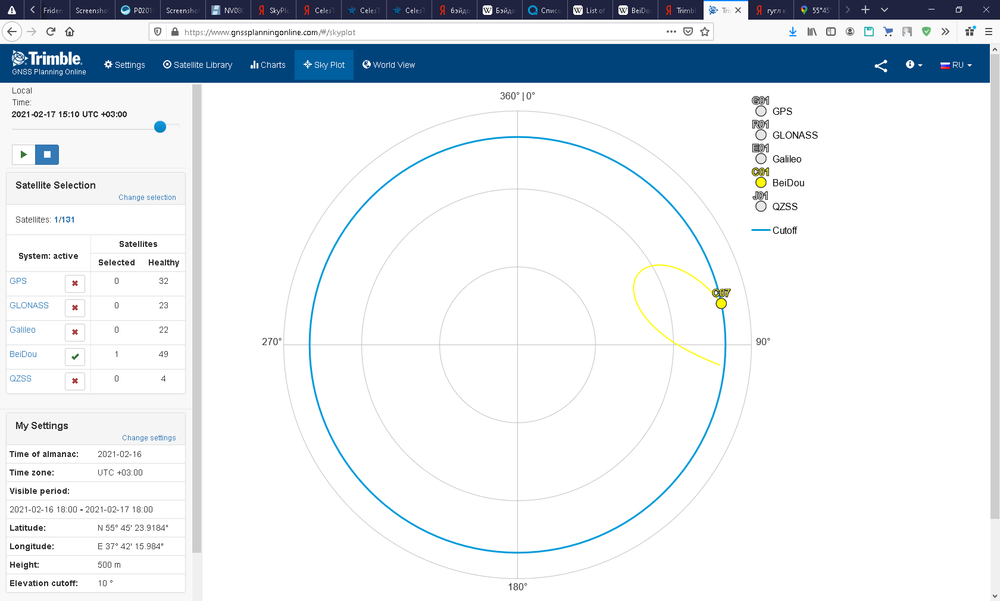 Fridem
Screensho
P0201
Screensho
NV08C
SkyPlo
CelesT
CelesT
CelesT
бэйдо
Бэйдо
Списо
List of
BeiDou
Trimbl
Tri
гугл к
55°45'
https://www.gnssplanningonline.com/#/skyplot
Trimble.
GNSS Planning Online
Settings
Satellite Library
Charts
Sky Plot
World View
RU
Local
Time:
2021-02-17 15:10 UTC +03:00
Satellite Selection
Change selection
Satellites: 1/131
System: active
Satellites
Selected Healthy
GPS 0 32
GLONASS 0 23
Galileo 0 22
BeiDou 1 49
QZSS 0 4
My Settings
Change settings
Time of almanac: 2021-02-16
Time zone: UTC +03:00
Visible period:
2021-02-16 18:00 - 2021-02-17 18:00
Latitude: N 55° 45' 23.9184"
Longitude: E 37° 42' 15.984"
Height: 500 m
Elevation cutoff: 10 °
360° | 0°
270°
90°
180°
C07
G01
GPS
R01
GLONASS
E01
Galileo
C01
BeiDou
J01
QZSS
Cutoff